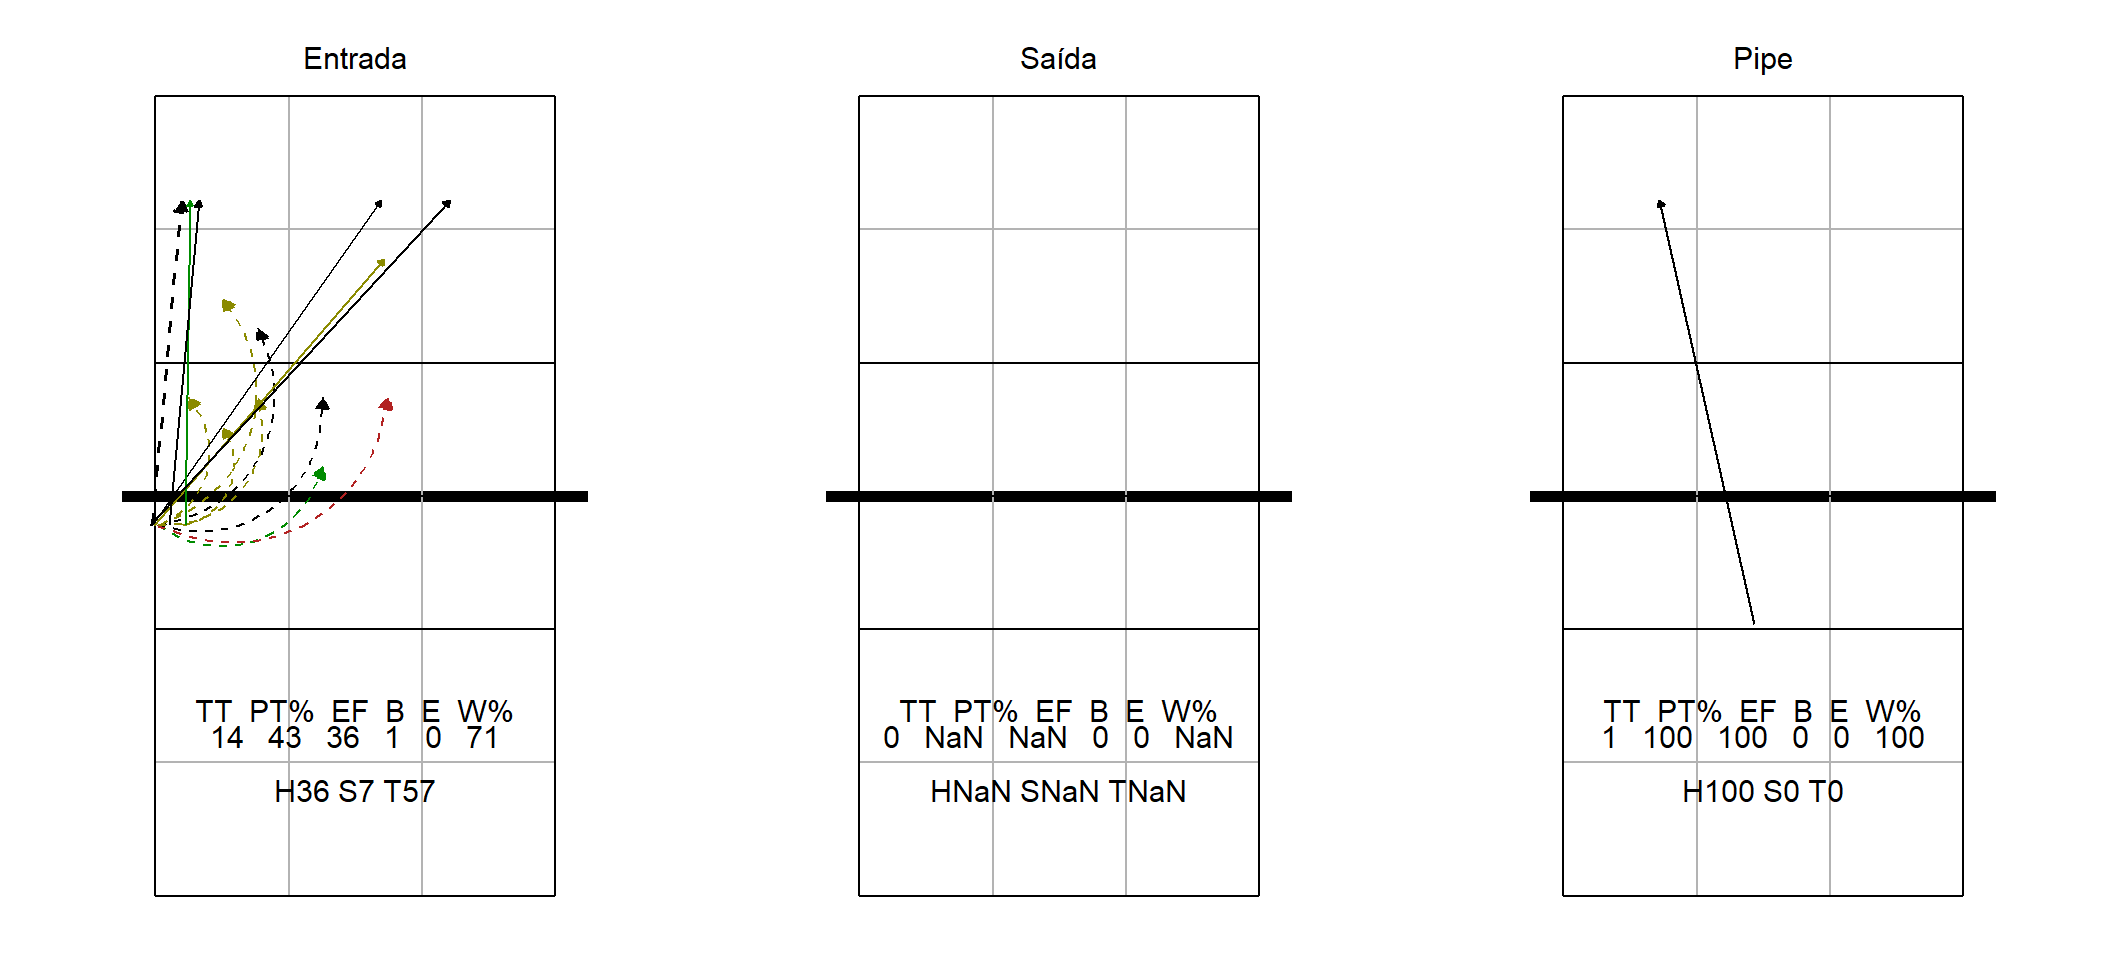 Entrada
TT PT% EF B E W%
14 43 36 1 0 71
H36 S7 T57
Saída
TT PT% EF B E W%
0 NaN NaN 0 0 NaN
HNaN SNaN TNaN
Pipe
TT PT% EF B E W%
1 100 100 0 0 100
H100 S0 T0